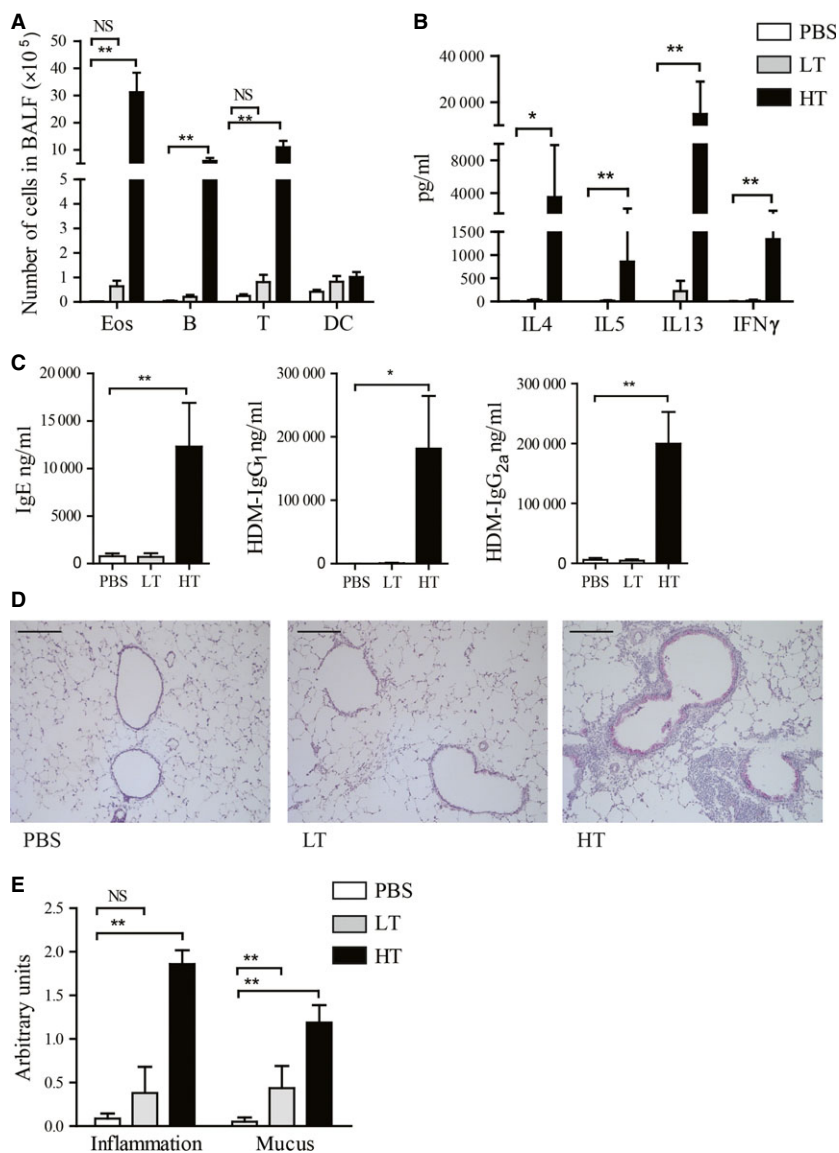 A
Number of cells in BALF (×10⁵)
50
40
30
20
10
5
4
3
2
1
0
NS
**
**
NS
**
Eos B T DC
B
pg/ml
40 000
20 000
8000
4000
1500
1000
500
0
*
**
**
**
IL4 IL5 IL13 IFNγ
PBS
LT
HT
C
IgE ng/ml
20 000
15 000
10 000
5000
0
**
PBS LT HT
HDM-IgG₁ ng/ml
300 000
200 000
100 000
0
*
PBS LT HT
HDM-IgG₂ₐ ng/ml
300 000
200 000
100 000
0
**
PBS LT HT
D
PBS
LT
HT
E
Arbitrary units
2.5
2.0
1.5
1.0
0.5
0.0
NS
**
**
**
Inflammation Mucus
PBS
LT
HT